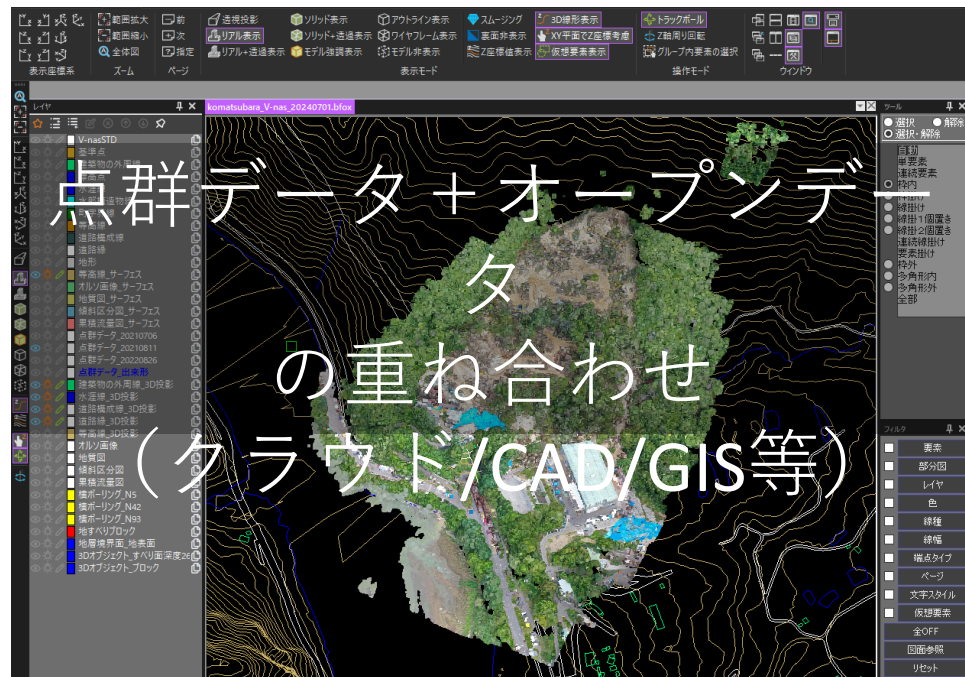 範囲拡大
前
透視投影
ソリッド表示
アウトライン表示
スムージング
3D線形表示
トラックボール
範囲縮小
次
リアル表示
ソリッド+透過表示
ワイヤフレーム表示
裏面非表示
XY平面でZ座標考慮
Z軸周り回転
全体図
指定
リアル+透過表示
モデル強調表示
モデル非表示
Z座標値表示
仮想要素表示
グループ内要素の選択
表示座標系
ズーム
ページ
表示モード
操作モード
ウィンドウ
レイヤ
komatsubara_V-nas_20240701.bfox
ツール
選択
解除
選択・解除
V-nasSTD
基準点
建築物の外周線
自動
単要素
連続要素
枠内
線掛け
線掛1個置き
線掛2個置き
連続線掛け
要素掛け
枠外
多角形内
多角形外
全部
点群データ+オープンデー
タ
の重ね合わせ
(クラウド/CAD/GIS等)
等高線
道路構成線
道路縁
地形
等高線_サーフェス
オルソ画像_サーフェス
地質図_サーフェス
傾斜区分図_サーフェス
累積流量図_サーフェス
点群データ_20210706
点群データ_20210811
点群データ_20220826
点群データ_出来形
建築物の外周線_3D投影
水涯線_3D投影
道路構成線_3D投影
道路縁_3D投影
等高線_3D投影
オルソ画像
地質図
傾斜区分図
累積流量図
横ボーリング_N5
横ボーリング_N42
横ボーリング_N93
地すべりブロック
地層境界面_地表面
3Dオブジェクト_すべり面深度26
3Dオブジェクト_ブロック
フィルタ
要素
部分図
レイヤ
色
線種
線幅
端点タイプ
ページ
文字スタイル
仮想要素
全OFF
図面参照
リセット